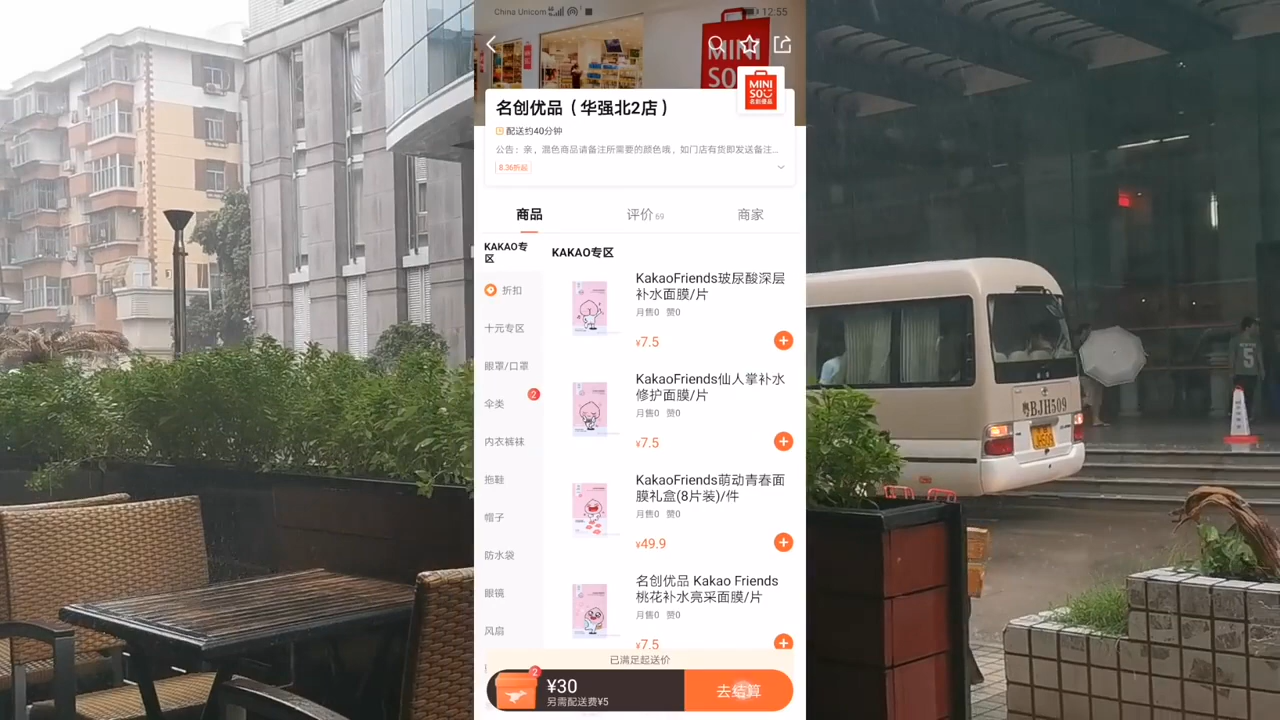 China Unicom
12:55
MINI
SO
MINI
SO
名创优品
名创优品（华强北2店）
配送约40分钟
公告：亲，混色商品请备注所需要的颜色哦，如门店有货即发送备注...
8.36折起
商品
评价 69
商家
KAKAO专区
KAKAO专区
折扣
十元专区
眼罩/口罩
伞类
2
内衣裤袜
拖鞋
帽子
防水袋
眼镜
风扇
KakaoFriends玻尿酸深层
补水面膜/片
月售0 赞0
¥7.5
KakaoFriends仙人掌补水
修护面膜/片
月售0 赞0
¥7.5
KakaoFriends萌动青春面
膜礼盒(8片装)/件
月售0 赞0
¥49.9
名创优品 Kakao Friends
桃花补水亮采面膜/片
月售0 赞0
¥7.5
已满足起送价
2
¥30
另需配送费¥5
去结算
粤BJH509
5